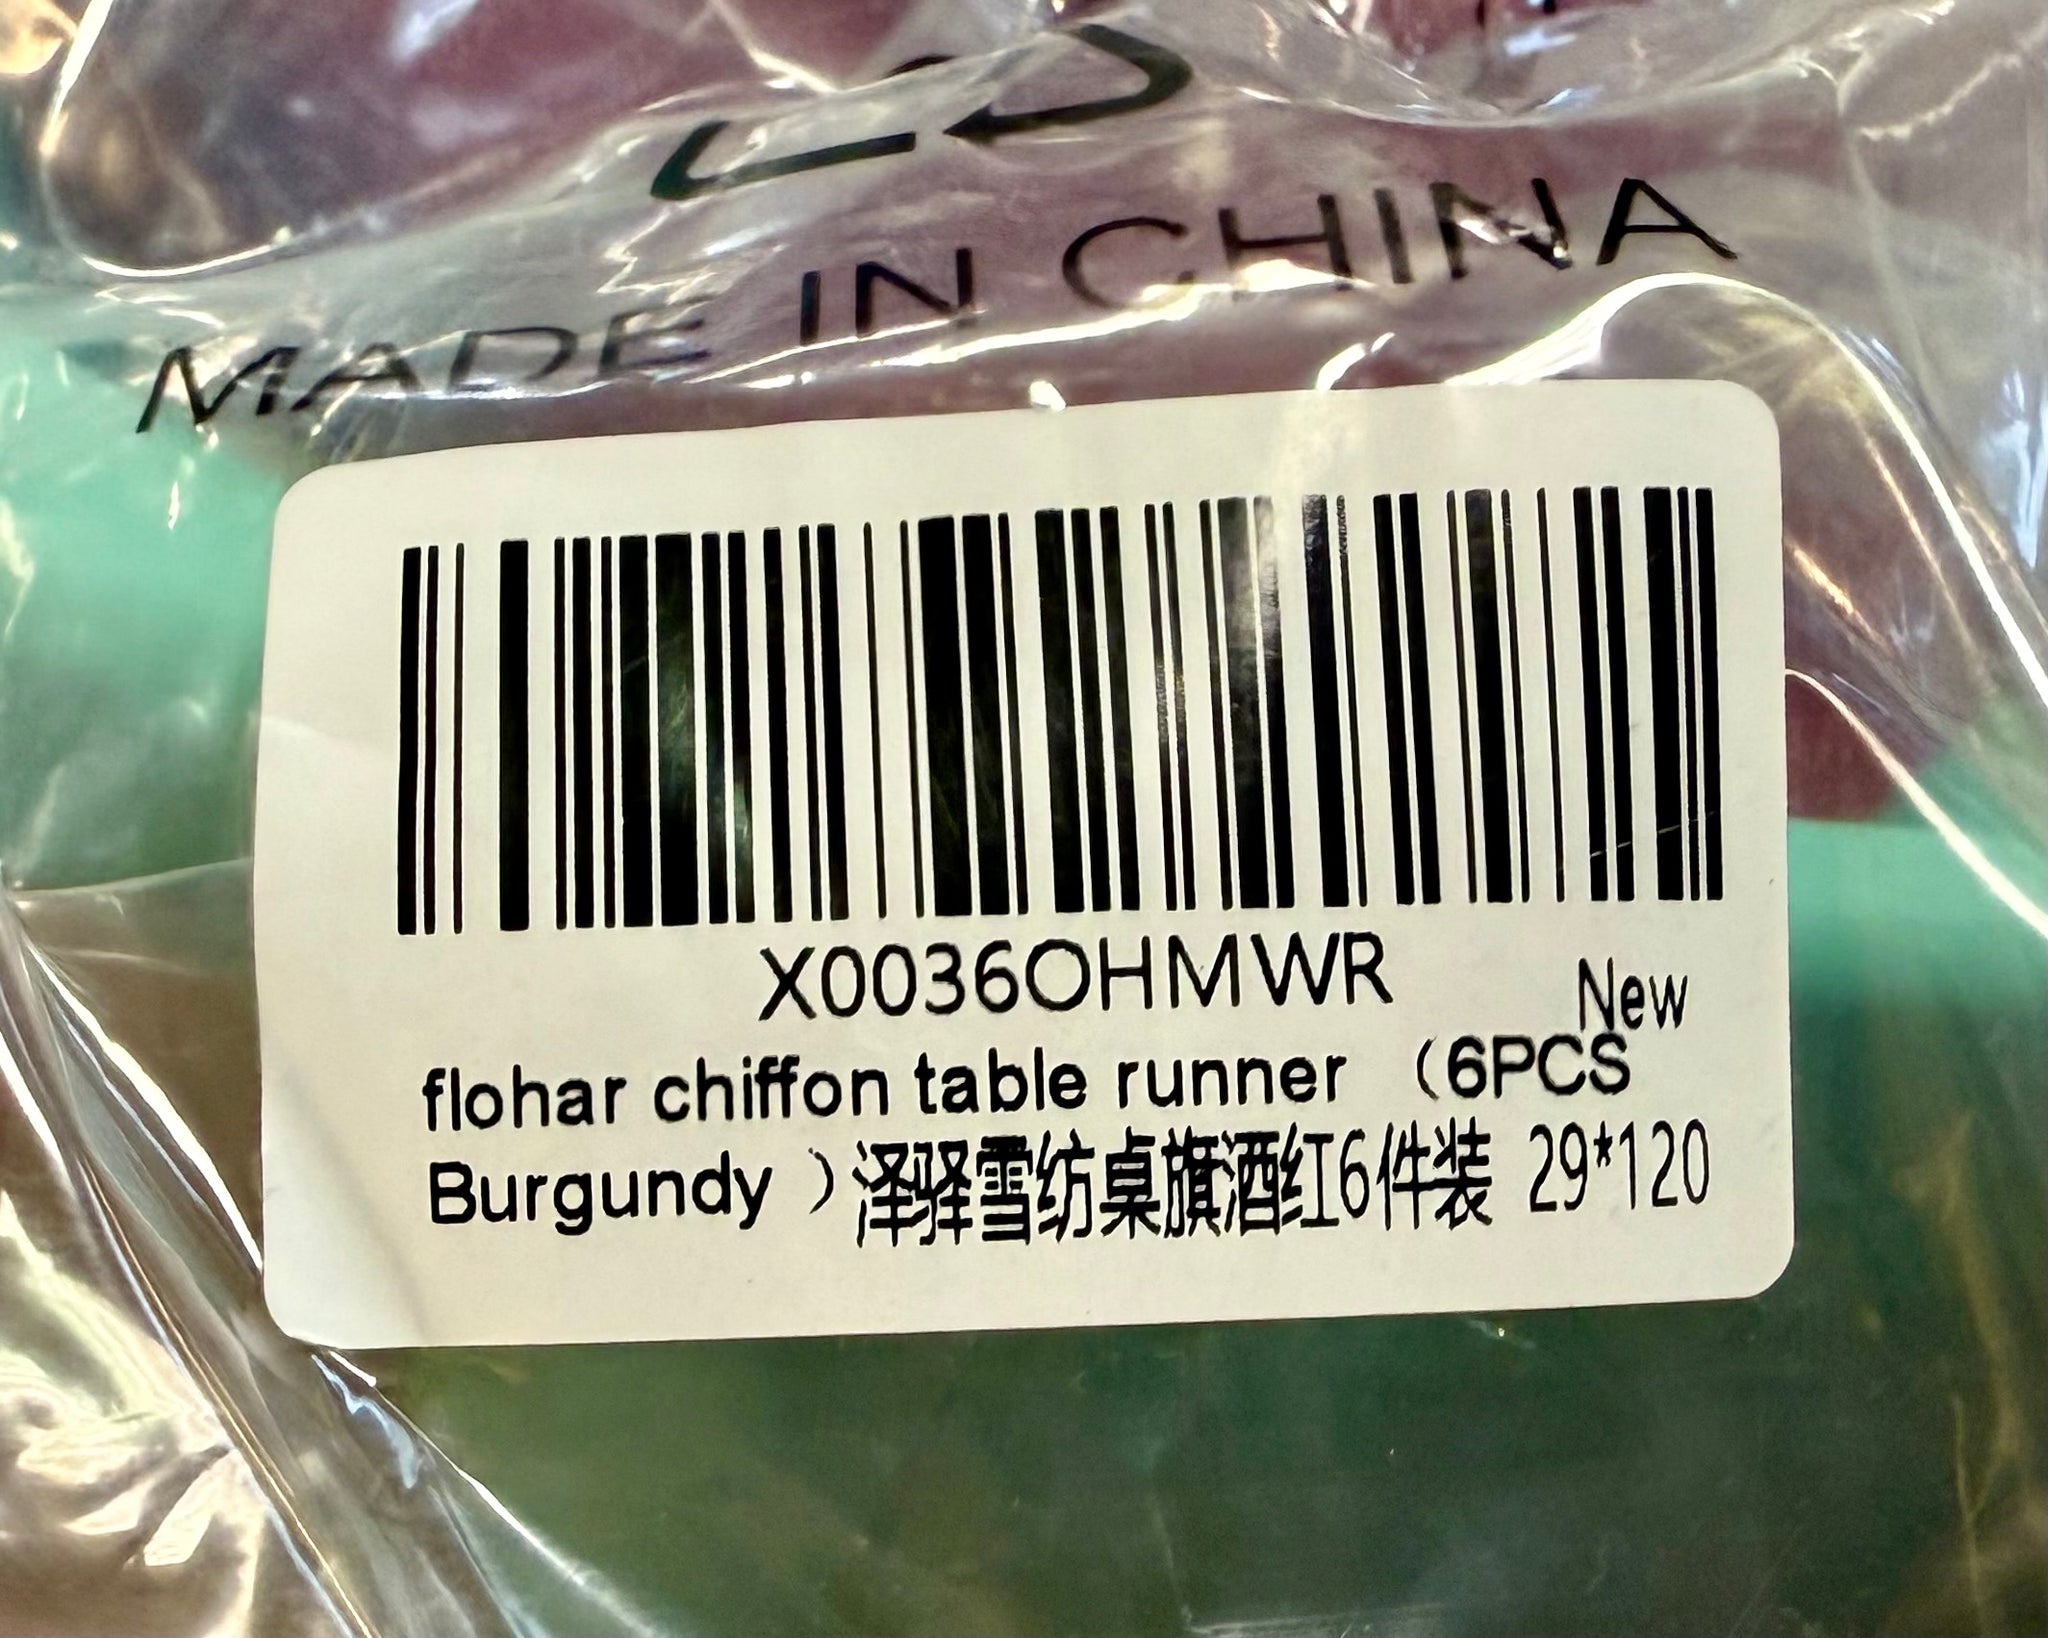 MADE IN CHINA
X0036OHMWR
New
flohar chiffon table runner （6PCS
Burgundy ）泽驿雪纺桌旗酒红6件装 29*120